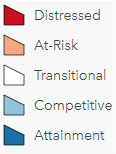 Distressed
At-Risk
Transitional
Competitive
Attainment